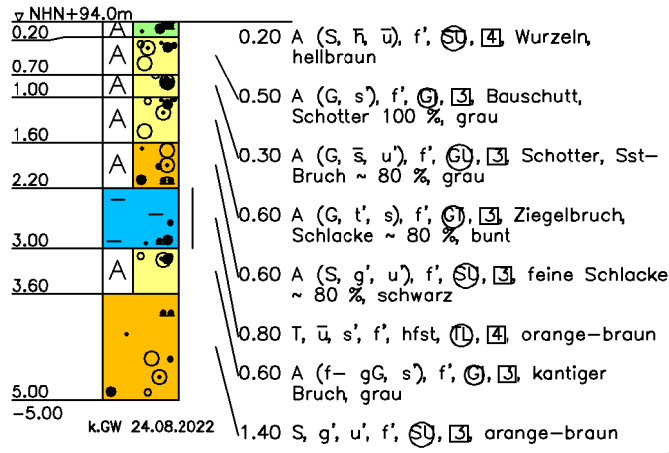 ▽ NHN+94.0m
0.20
0.70
1.00
1.60
2.20
3.00
3.60
5.00
-5.00
A
A
A
A
A
A
k.GW 24.08.2022
0.20 A (S, h̅, u̅), f', SU, 4, Wurzeln,
hellbraun
0.50 A (G, s'), f', GI, 3, Bauschutt,
Schotter 100 %, grau
0.30 A (G, s̅, u'), f', GU, 3, Schotter, Sst-
Bruch ~ 80 %, grau
0.60 A (G, t', s), f', GT, 3, Ziegelbruch,
Schlacke ~ 80 %, bunt
0.60 A (S, g', u'), f', SU, 3, feine Schlacke
~ 80 %, schwarz
0.80 T, u̅, s', f', hfst, TL, 4, orange-braun
0.60 A (f- gG, s'), f', GI, 3, kantiger
Bruch, grau
1.40 S, g', u', f', SU, 3, arange-braun